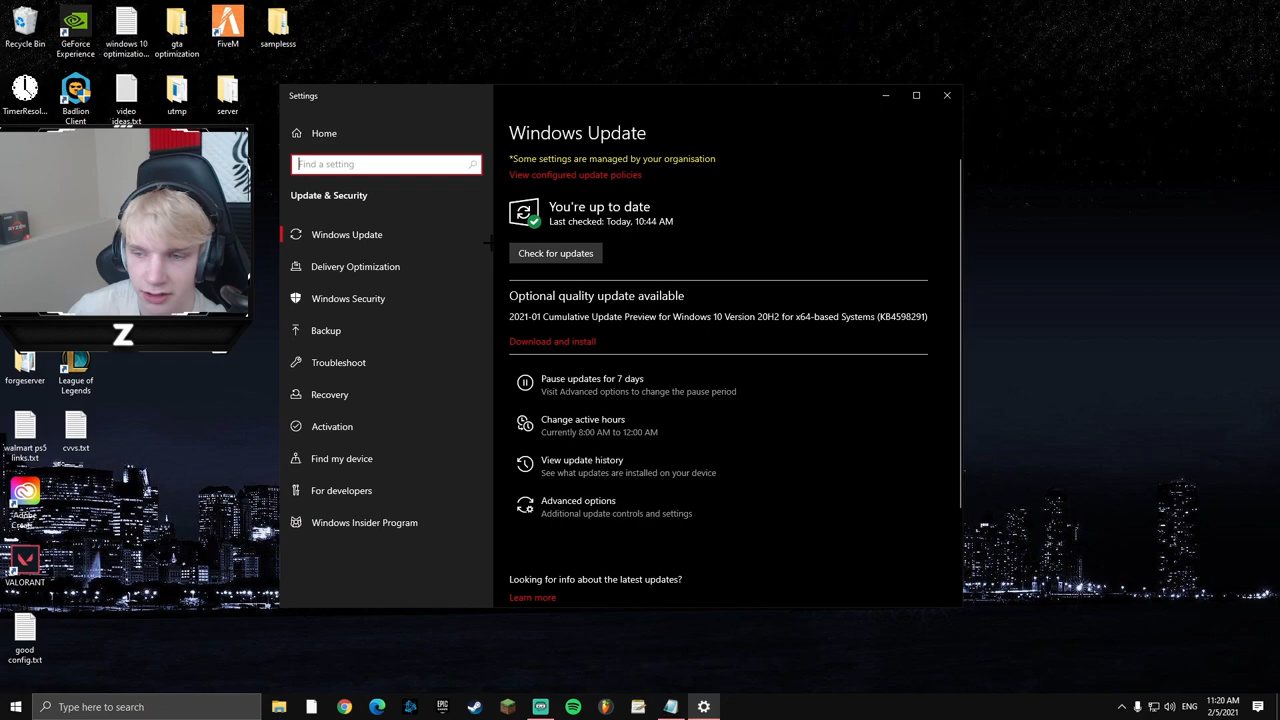 Recycle Bin
GeForce Experience
windows 10 optimizatio...
gta optimization
FiveM
samplesss
TimerResol...
Badlion Client
video ideas.txt
utmp
server
Z
forgeserver
League of Legends
walmart ps5 links.txt
cvvs.txt
VALORANT
good config.txt
Settings
Home
Find a setting
Update & Security
Windows Update
Delivery Optimization
Windows Security
Backup
Troubleshoot
Recovery
Activation
Find my device
For developers
Windows Insider Program
Windows Update
*Some settings are managed by your organisation
View configured update policies
You're up to date
Last checked: Today, 10:44 AM
Check for updates
Optional quality update available
2021-01 Cumulative Update Preview for Windows 10 Version 20H2 for x64-based Systems (KB4598291)
Download and install
Pause updates for 7 days
Visit Advanced options to change the pause period
Change active hours
Currently 8:00 AM to 12:00 AM
View update history
See what updates are installed on your device
Advanced options
Additional update controls and settings
Looking for info about the latest updates?
Learn more
Type here to search
EPIC
ENG
11:20 AM
2/5/2021